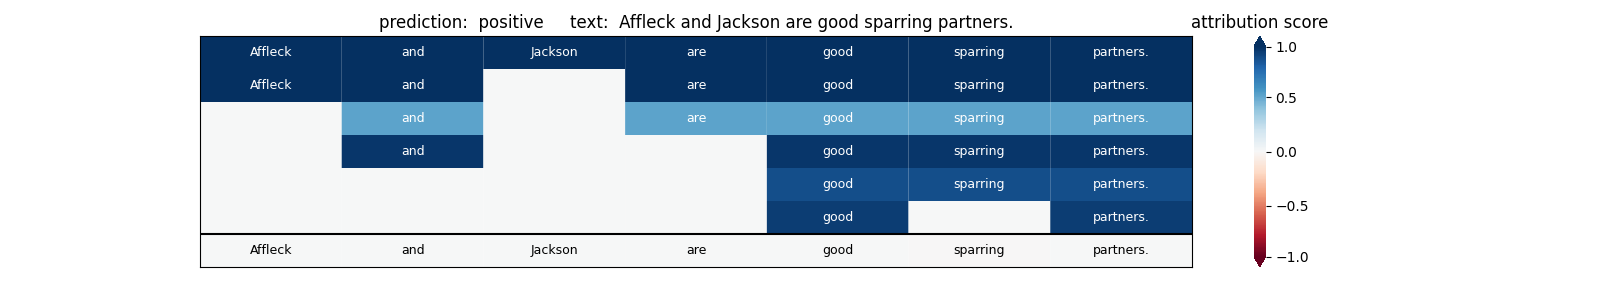 prediction: positive text: Affleck and Jackson are good sparring partners. attribution score
Affleck and Jackson are good sparring partners.
Affleck and are good sparring partners.
and are good sparring partners.
and good sparring partners.
good sparring partners.
good partners.
Affleck and Jackson are good sparring partners.
1.0
0.5
0.0
−0.5
−1.0